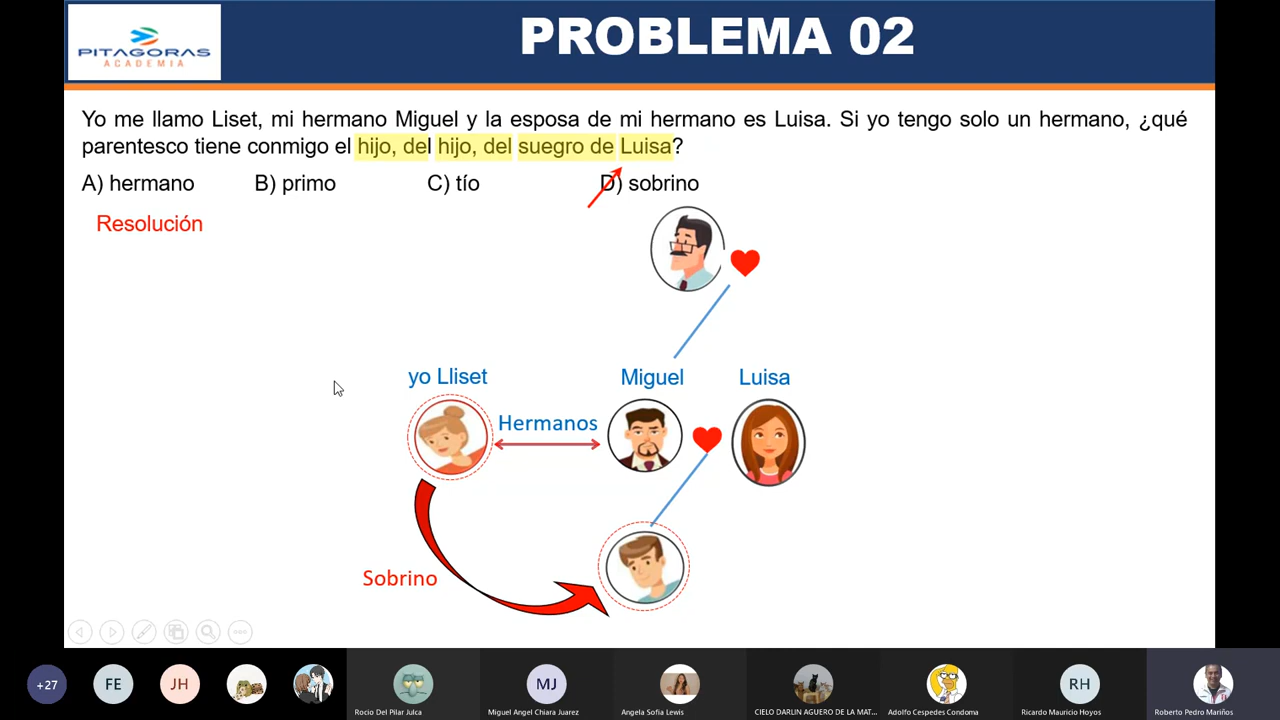 PITAGORAS
ACADEMIA
PROBLEMA 02
Yo me llamo Liset, mi hermano Miguel y la esposa de mi hermano es Luisa. Si yo tengo solo un hermano, ¿qué
parentesco tiene conmigo el hijo, del hijo, del suegro de Luisa?
A) hermano B) primo C) tío D) sobrino
Resolución
yo Lliset Miguel Luisa
Hermanos
Sobrino
+27 FE JH MJ RH
Rocio Del Pilar Julca Miguel Angel Chiara Juarez Angela Sofia Lewis CIELO DARLIN AGUERO DE LA MAT... Adolfo Cespedes Condoma Ricardo Mauricio Hoyos Roberto Pedro Mariños